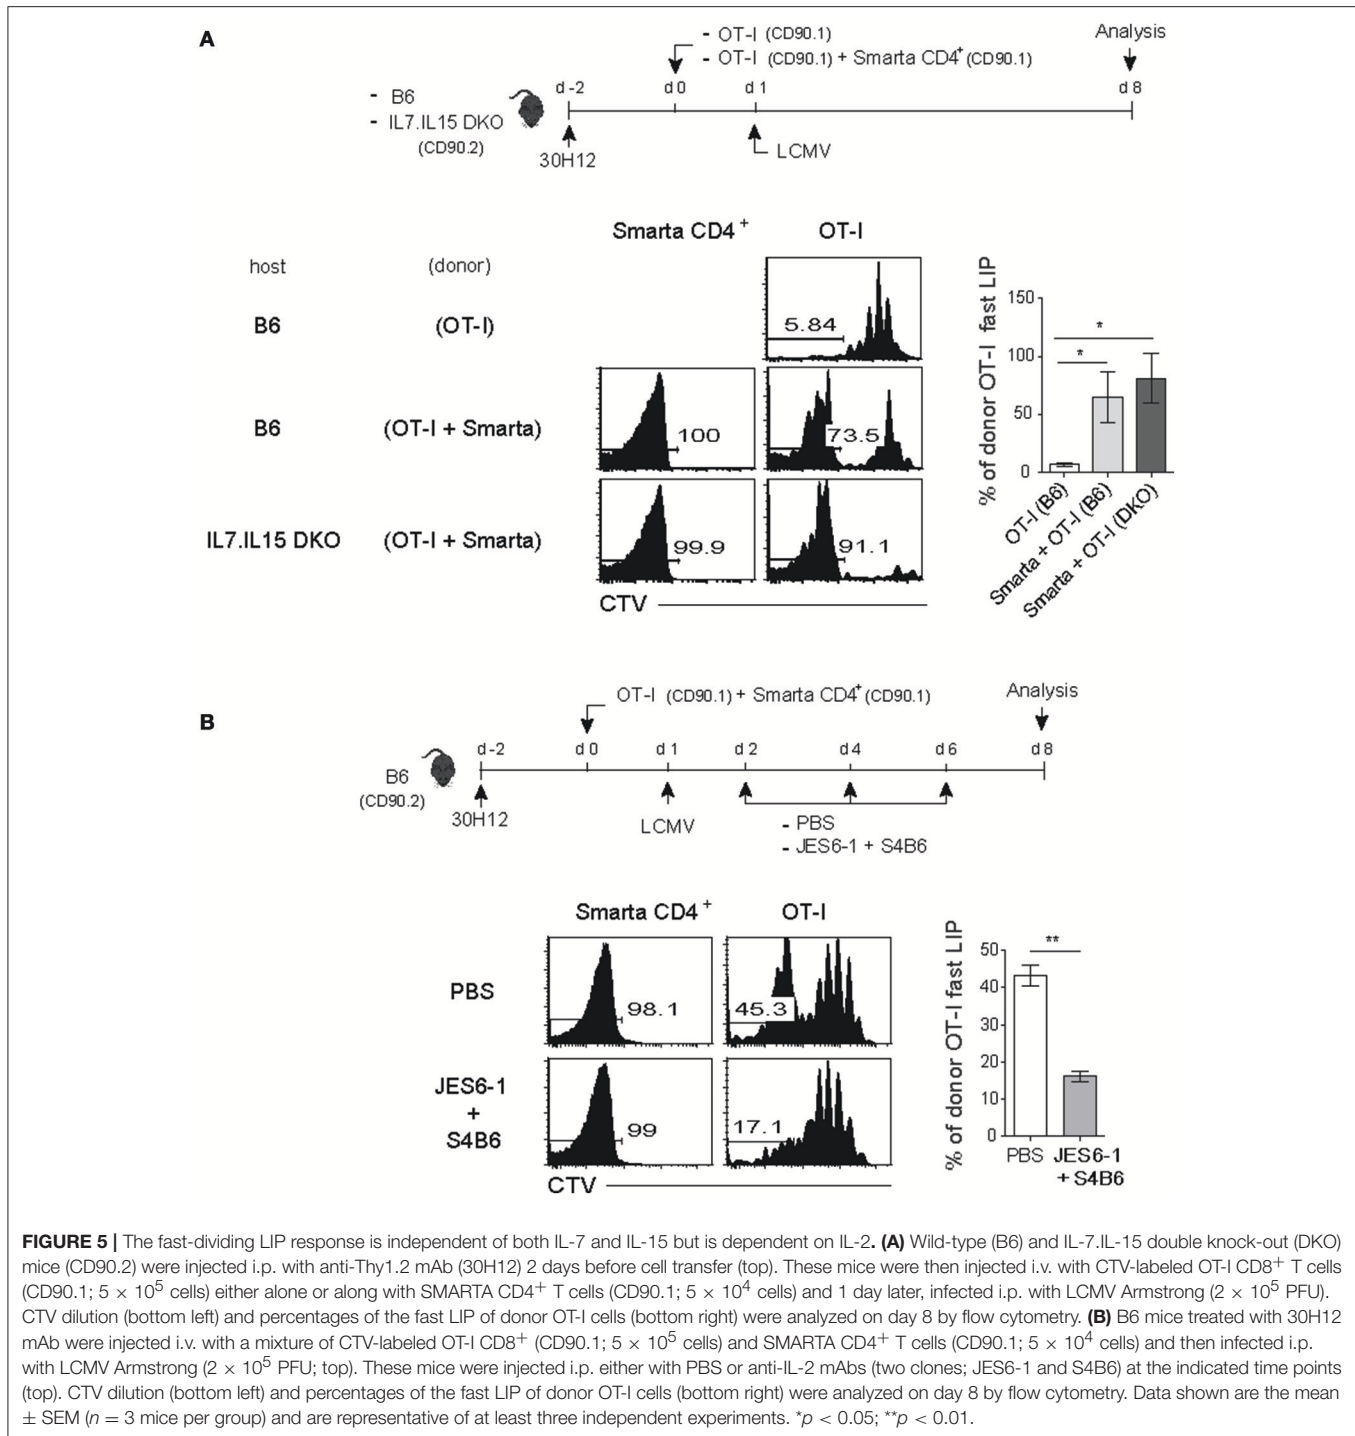 A
- OT-I (CD90.1)
- OT-I (CD90.1) + Smarta CD4+ (CD90.1)
Analysis
- B6
- IL7.IL15 DKO
(CD90.2)
d -2
d 0
d 1
d 8
30H12
LCMV
Smarta CD4 +
OT-I
host
(donor)
B6
(OT-I)
5.84
B6
(OT-I + Smarta)
100
73.5
IL7.IL15 DKO
(OT-I + Smarta)
99.9
91.1
CTV
% of donor OT-I fast LIP
150
100
50
0
*
*
OT-I (B6)
Smarta + OT-I (B6)
Smarta + OT-I (DKO)
B
OT-I (CD90.1) + Smarta CD4+ (CD90.1)
Analysis
B6
(CD90.2)
d -2
d 0
d 1
d 2
d 4
d 6
d 8
30H12
LCMV
- PBS
- JES6-1 + S4B6
Smarta CD4 +
OT-I
PBS
98.1
45.3
JES6-1
+
S4B6
99
17.1
CTV
% of donor OT-I fast LIP
50
40
30
20
10
0
**
PBS
JES6-1
+ S4B6
FIGURE 5 | The fast-dividing LIP response is independent of both IL-7 and IL-15 but is dependent on IL-2. (A) Wild-type (B6) and IL-7.IL-15 double knock-out (DKO)
mice (CD90.2) were injected i.p. with anti-Thy1.2 mAb (30H12) 2 days before cell transfer (top). These mice were then injected i.v. with CTV-labeled OT-I CD8+ T cells
(CD90.1; 5 × 10⁵ cells) either alone or along with SMARTA CD4+ T cells (CD90.1; 5 × 10⁴ cells) and 1 day later, infected i.p. with LCMV Armstrong (2 × 10⁵ PFU).
CTV dilution (bottom left) and percentages of the fast LIP of donor OT-I cells (bottom right) were analyzed on day 8 by flow cytometry. (B) B6 mice treated with 30H12
mAb were injected i.v. with a mixture of CTV-labeled OT-I CD8+ (CD90.1; 5 × 10⁵ cells) and SMARTA CD4+ T cells (CD90.1; 5 × 10⁴ cells) and then infected i.p.
with LCMV Armstrong (2 × 10⁵ PFU; top). These mice were injected i.p. either with PBS or anti-IL-2 mAbs (two clones; JES6-1 and S4B6) at the indicated time points
(top). CTV dilution (bottom left) and percentages of the fast LIP of donor OT-I cells (bottom right) were analyzed on day 8 by flow cytometry. Data shown are the mean
± SEM (n = 3 mice per group) and are representative of at least three independent experiments. *p < 0.05; **p < 0.01.